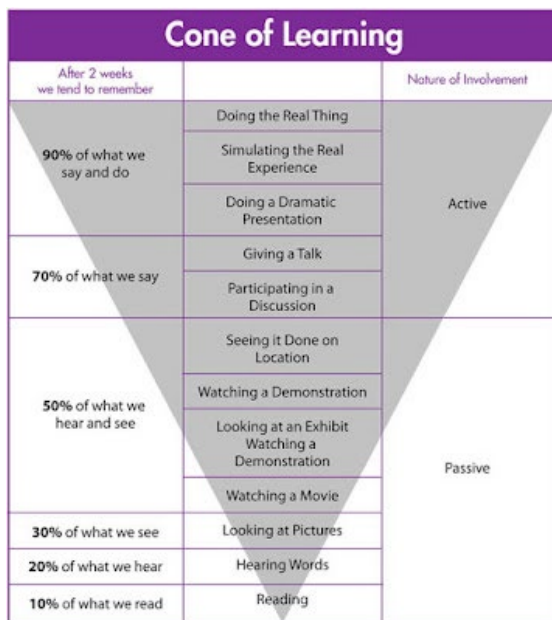 Cone of Learning
After 2 weeks
we tend to remember
Nature of Involvement
90% of what we
say and do
Doing the Real Thing
Simulating the Real
Experience
Doing a Dramatic
Presentation
Active
70% of what we say
Giving a Talk
Participating in a
Discussion
50% of what we
hear and see
Seeing it Done on
Location
Watching a Demonstration
Looking at an Exhibit
Watching a
Demonstration
Watching a Movie
Passive
30% of what we see
Looking at Pictures
20% of what we hear
Hearing Words
10% of what we read
Reading